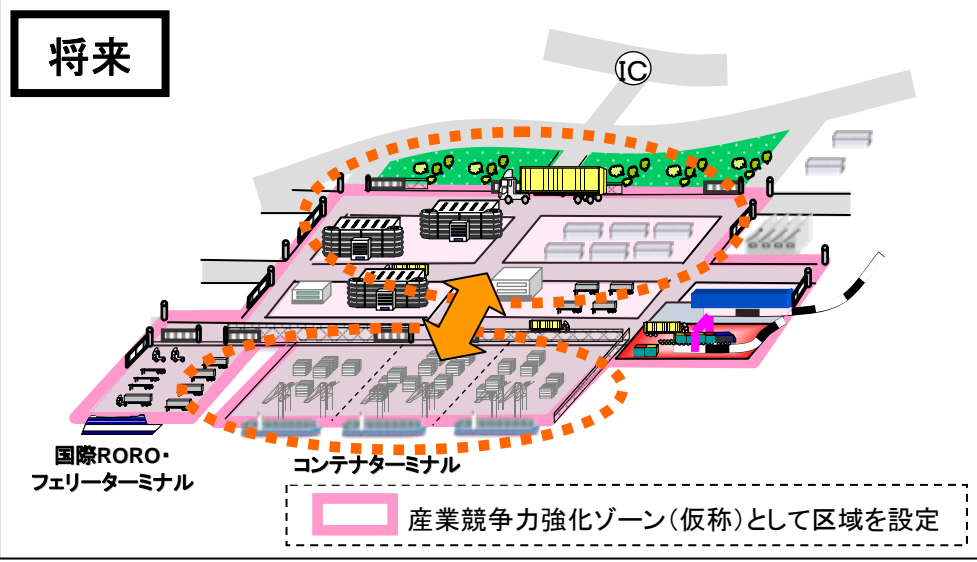 将来
IC
国際RORO・
フェリーターミナル
コンテナターミナル
産業競争力強化ゾーン（仮称）として区域を設定